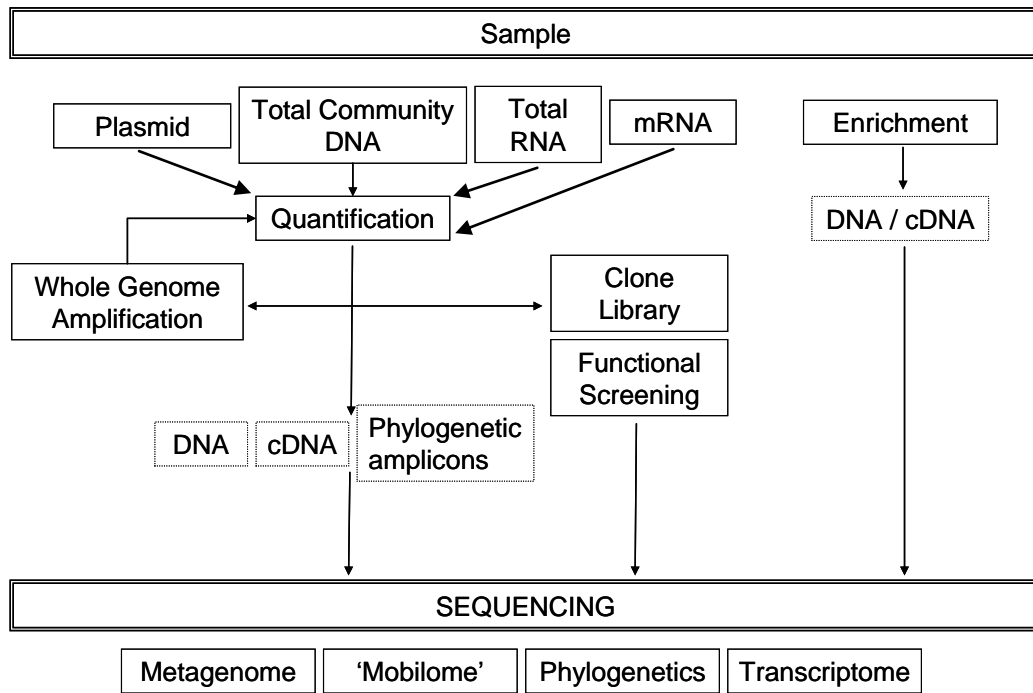 Sample
Plasmid
Total Community
DNA
Total
RNA
mRNA
Enrichment
Quantification
DNA / cDNA
Whole Genome
Amplification
Clone
Library
Functional
Screening
DNA
cDNA
Phylogenetic
amplicons
SEQUENCING
Metagenome
'Mobilome'
Phylogenetics
Transcriptome